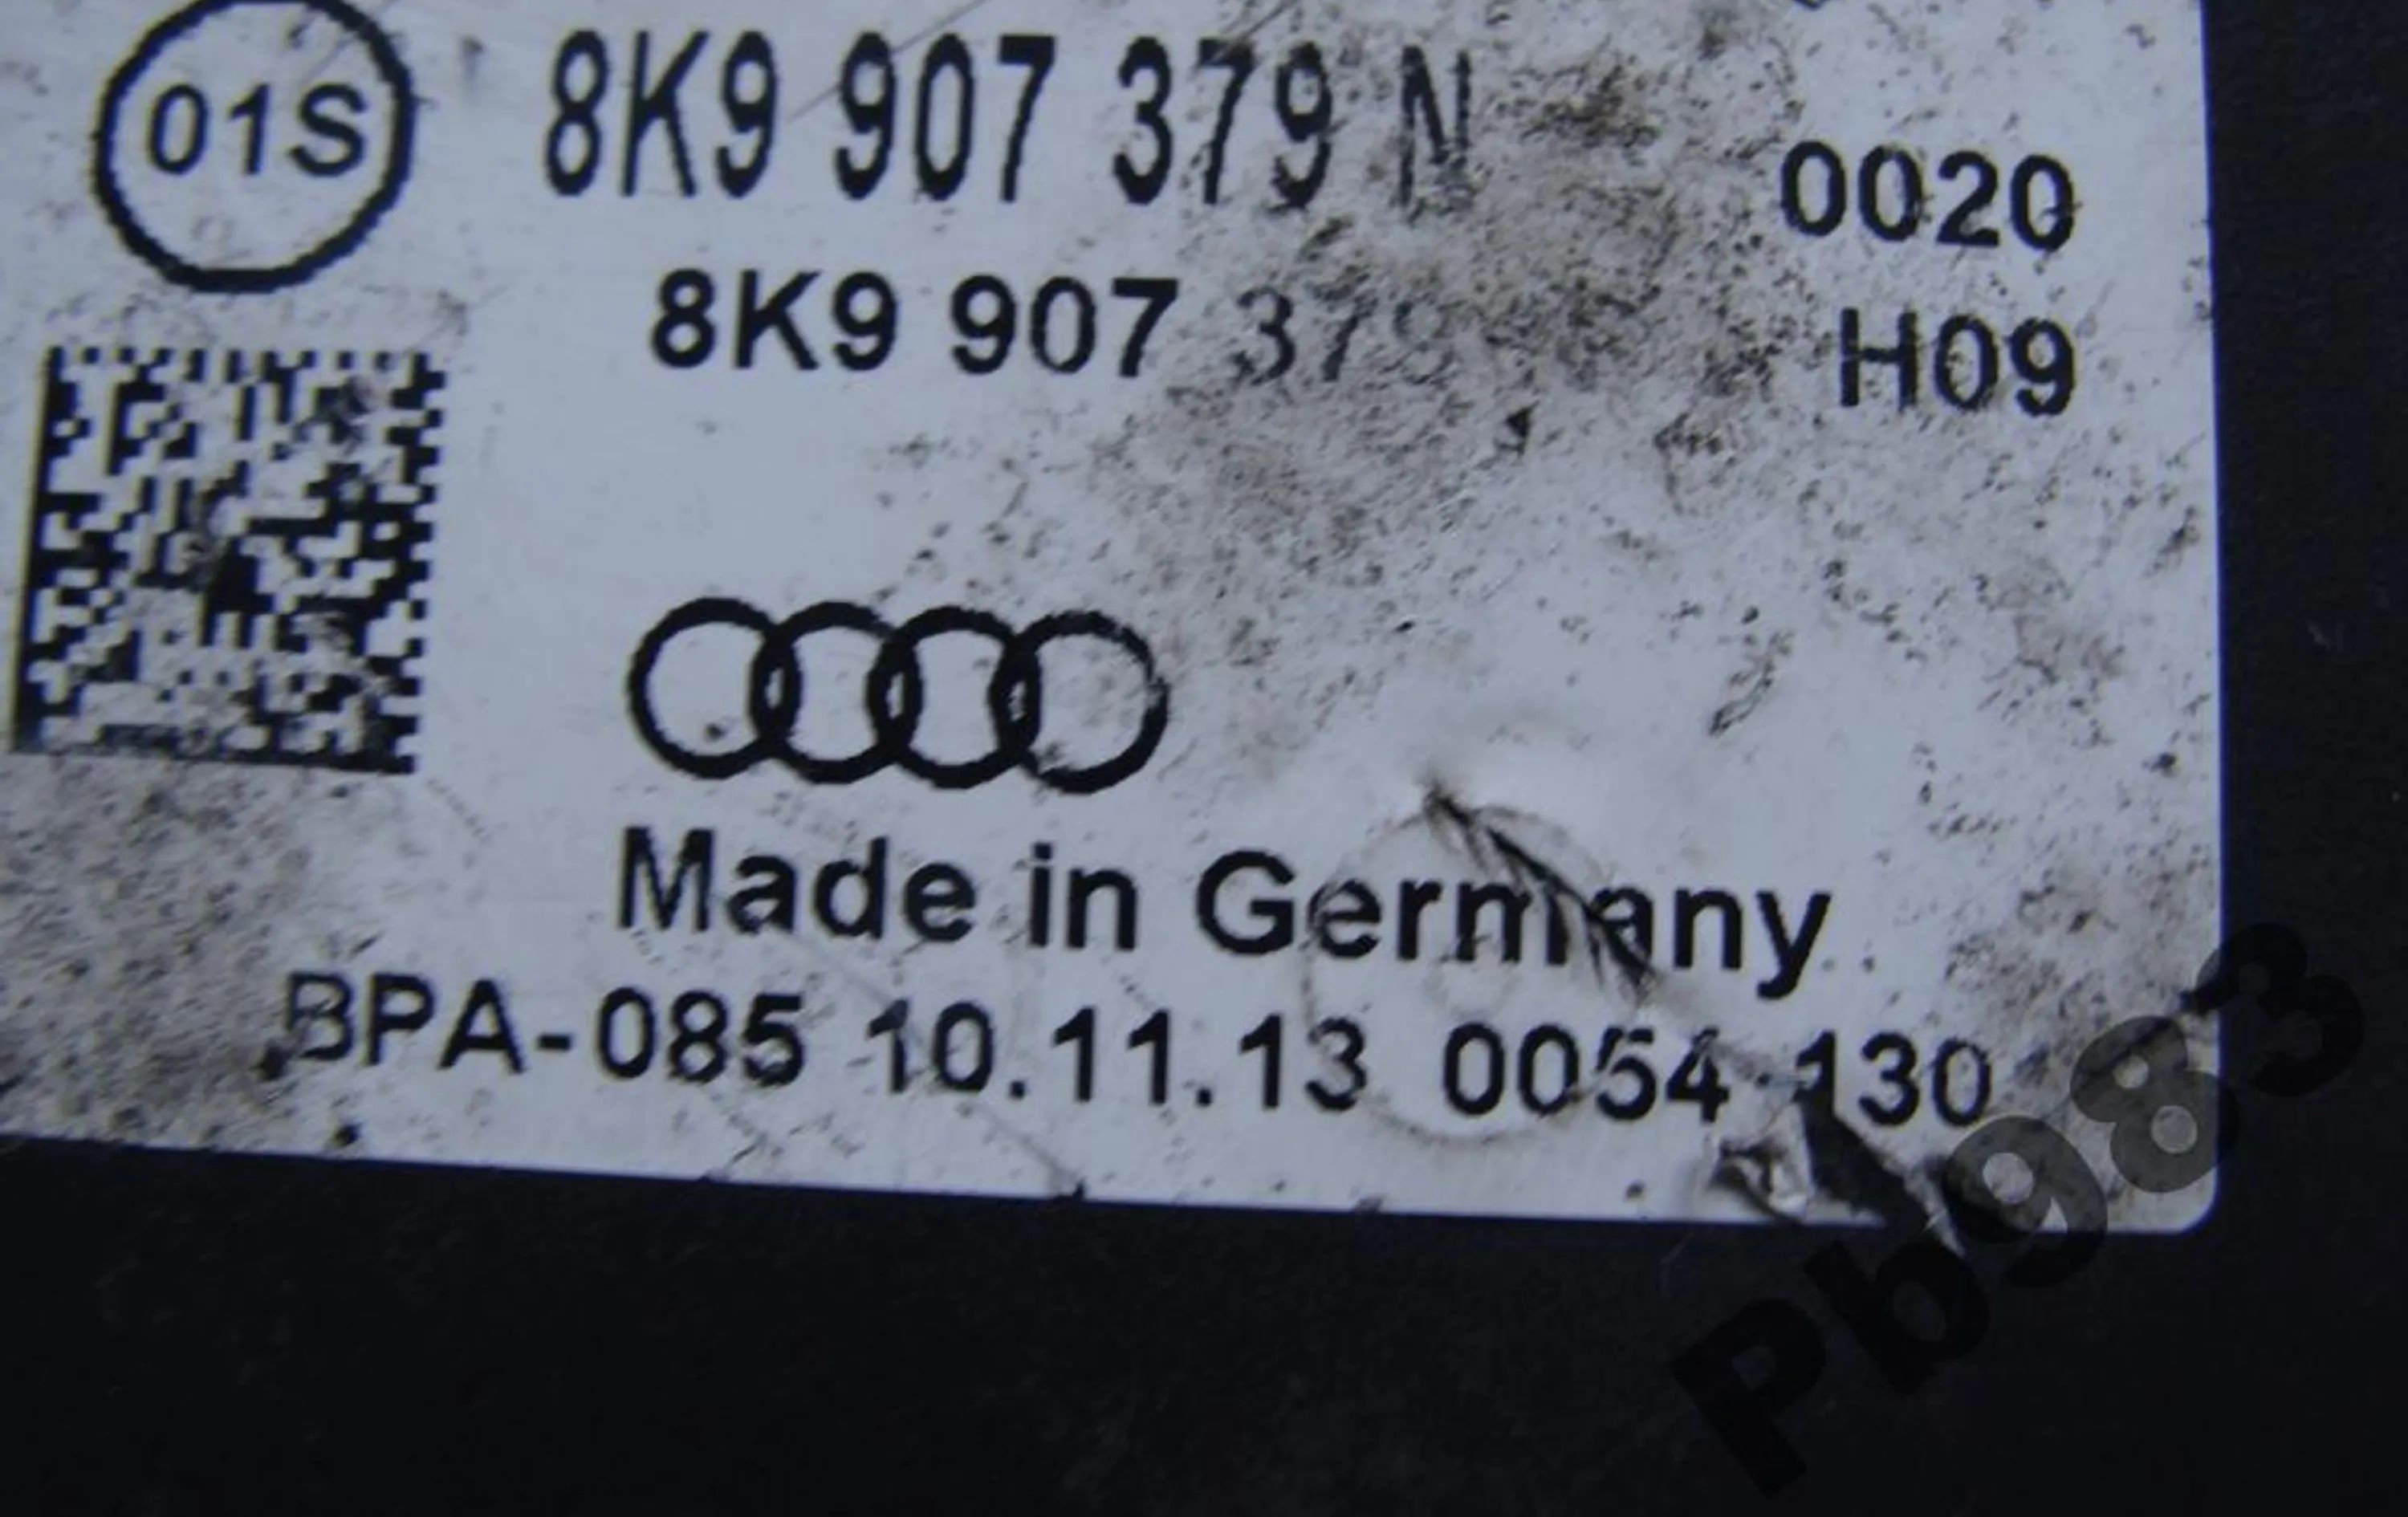 01S 8K9 907 379 N 0020
8K9 907 379 H09
Made in Germany
BPA-085 10.11.13 0054 130
Pb983